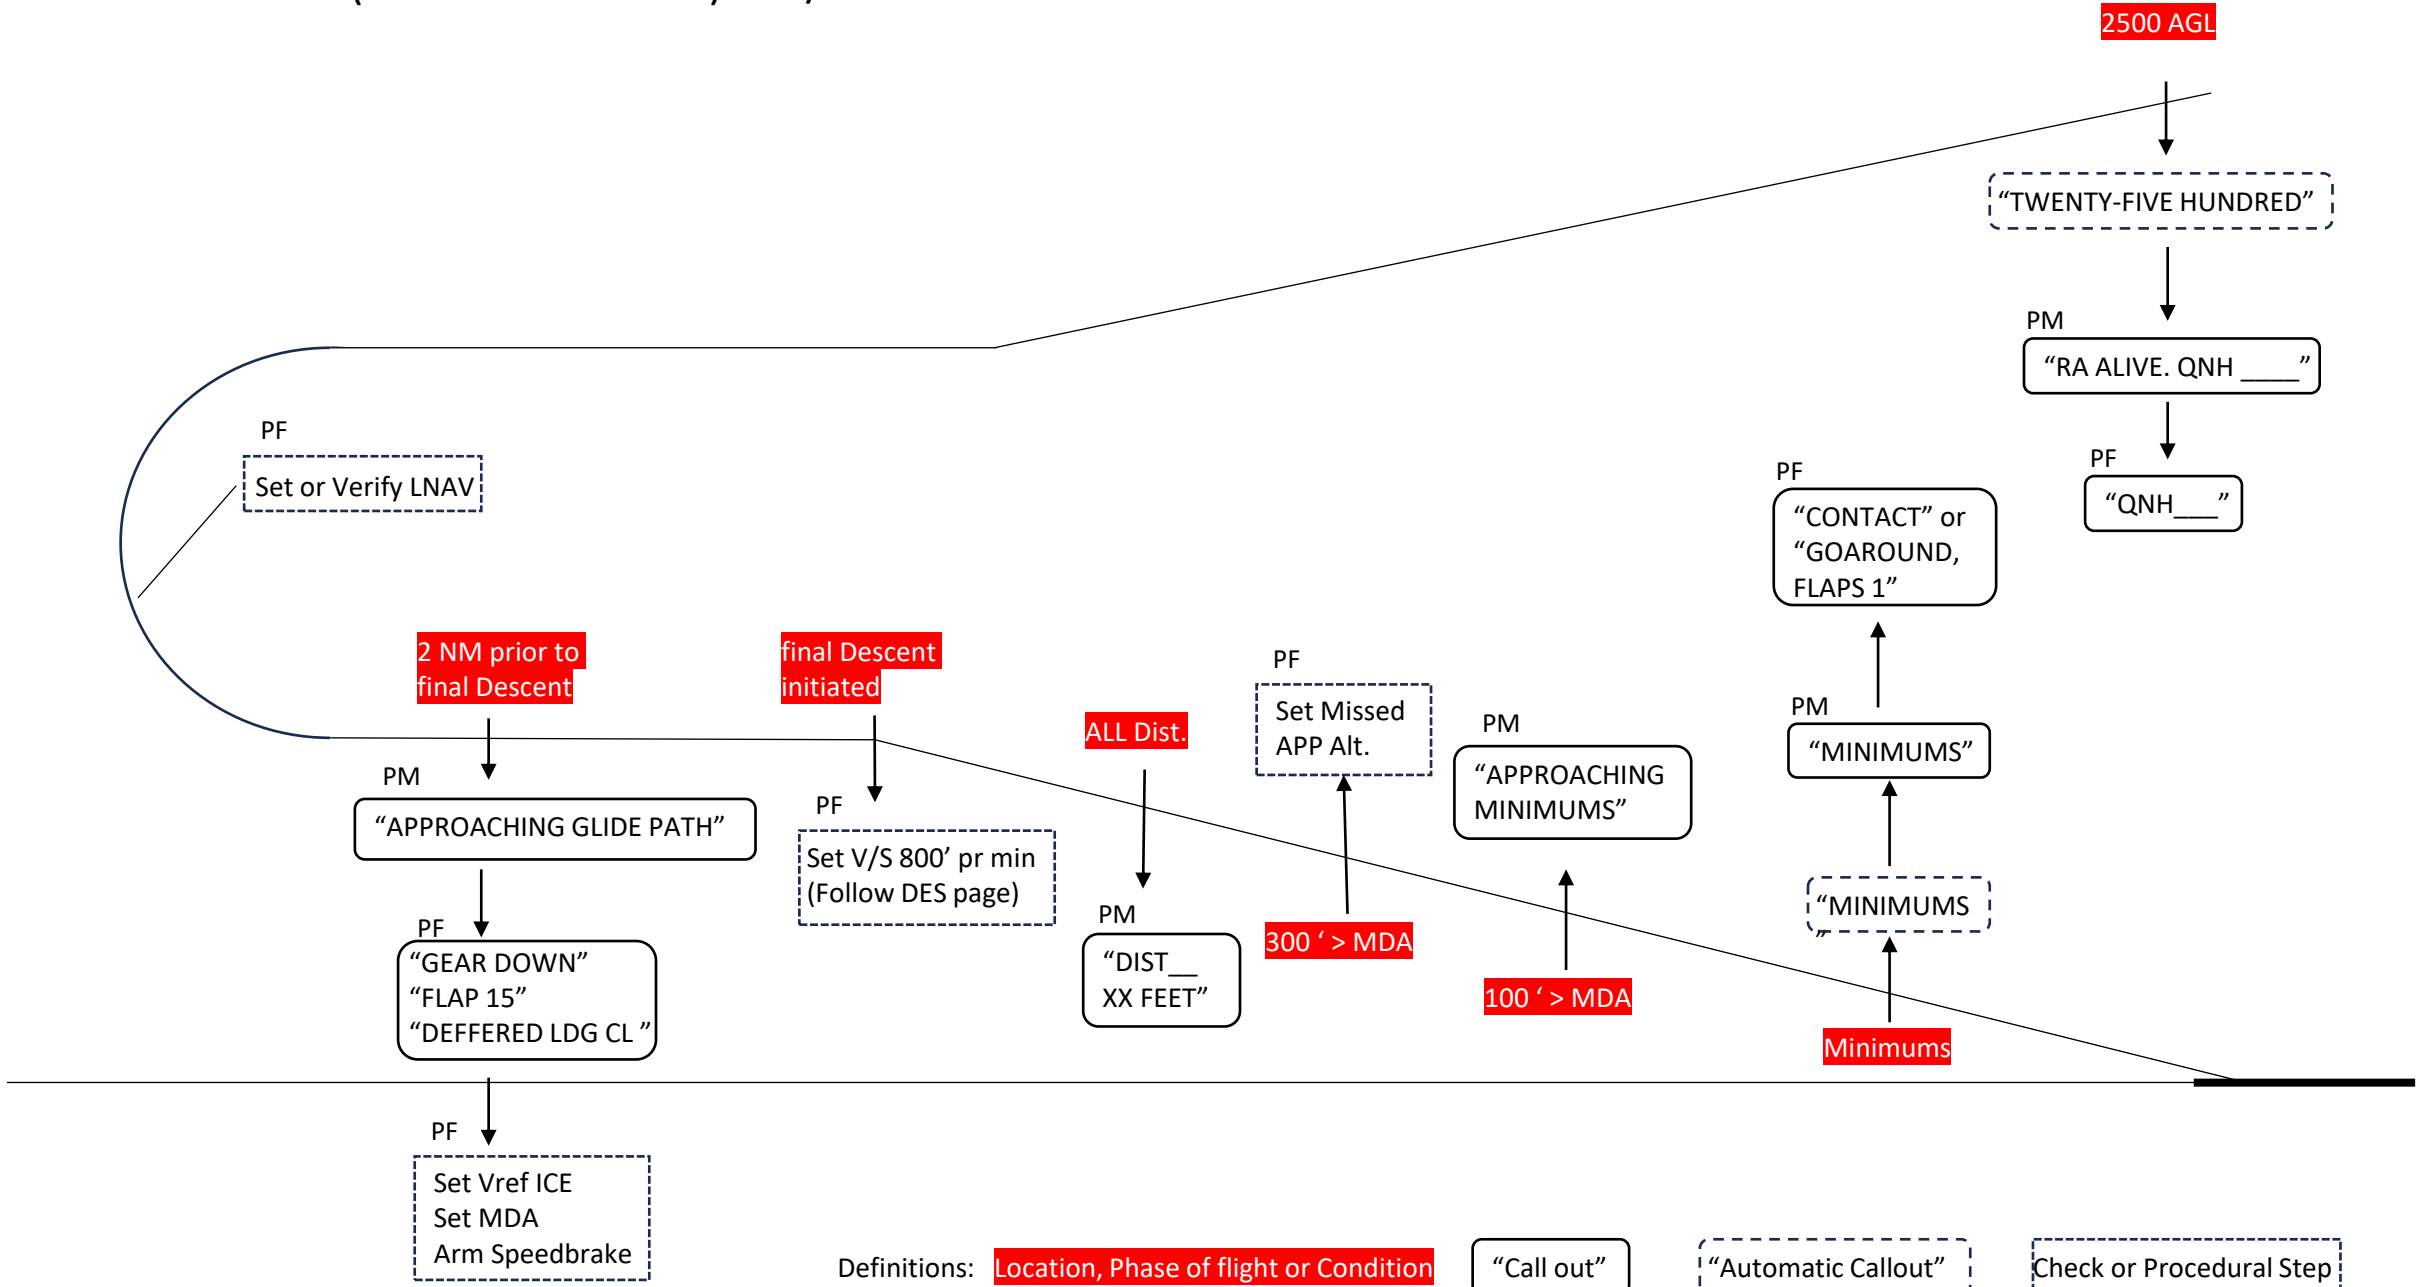 2500 AGL
“TWENTY-FIVE HUNDRED”
PM
“RA ALIVE. QNH ____”
PF
“QNH___”
PF
Set or Verify LNAV
2 NM prior to
final Descent
PM
“APPROACHING GLIDE PATH”
PF
“GEAR DOWN”
“FLAP 15”
“DEFFERED LDG CL ”
PF
Set Vref ICE
Set MDA
Arm Speedbrake
final Descent
initiated
PF
Set V/S 800’ pr min
(Follow DES page)
ALL Dist.
PM
“DIST__
XX FEET”
PF
Set Missed
APP Alt.
300 ‘ > MDA
PM
“APPROACHING
MINIMUMS”
100 ‘ > MDA
PF
“CONTACT” or
“GOAROUND,
FLAPS 1”
PM
“MINIMUMS”
“MINIMUMS
”
Minimums
Definitions:
Location, Phase of flight or Condition
“Call out”
“Automatic Callout”
Check or Procedural Step